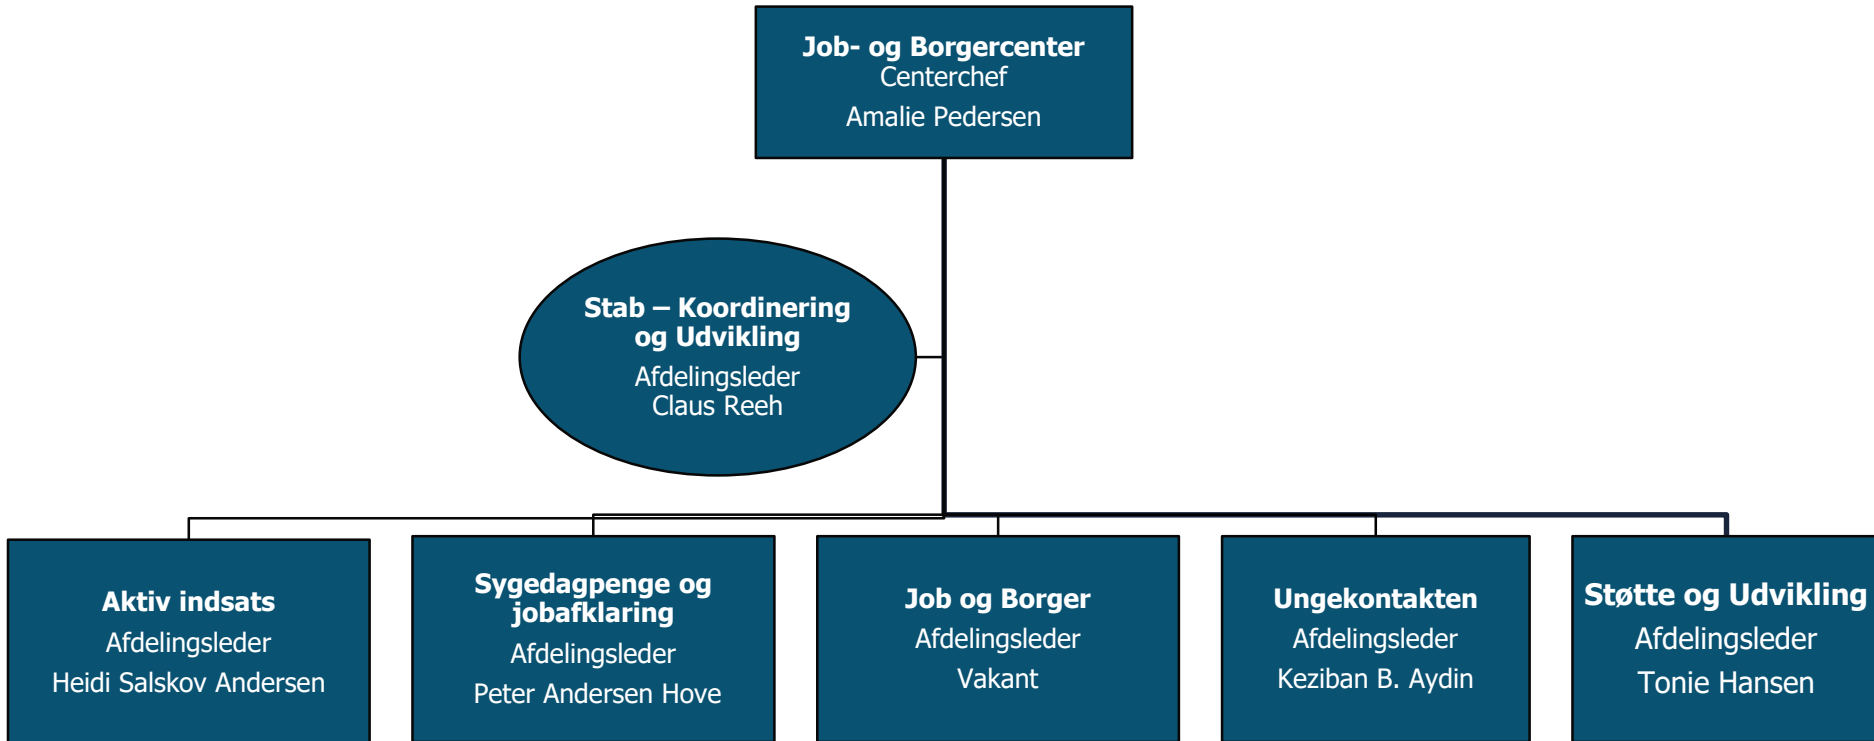 Job- og Borgercenter
Centerchef
Amalie Pedersen
Stab – Koordinering
og Udvikling
Afdelingsleder
Claus Reeh
Aktiv indsats
Afdelingsleder
Heidi Salskov Andersen
Sygedagpenge og
jobafklaring
Afdelingsleder
Peter Andersen Hove
Job og Borger
Afdelingsleder
Vakant
Ungekontakten
Afdelingsleder
Keziban B. Aydin
Støtte og Udvikling
Afdelingsleder
Tonie Hansen